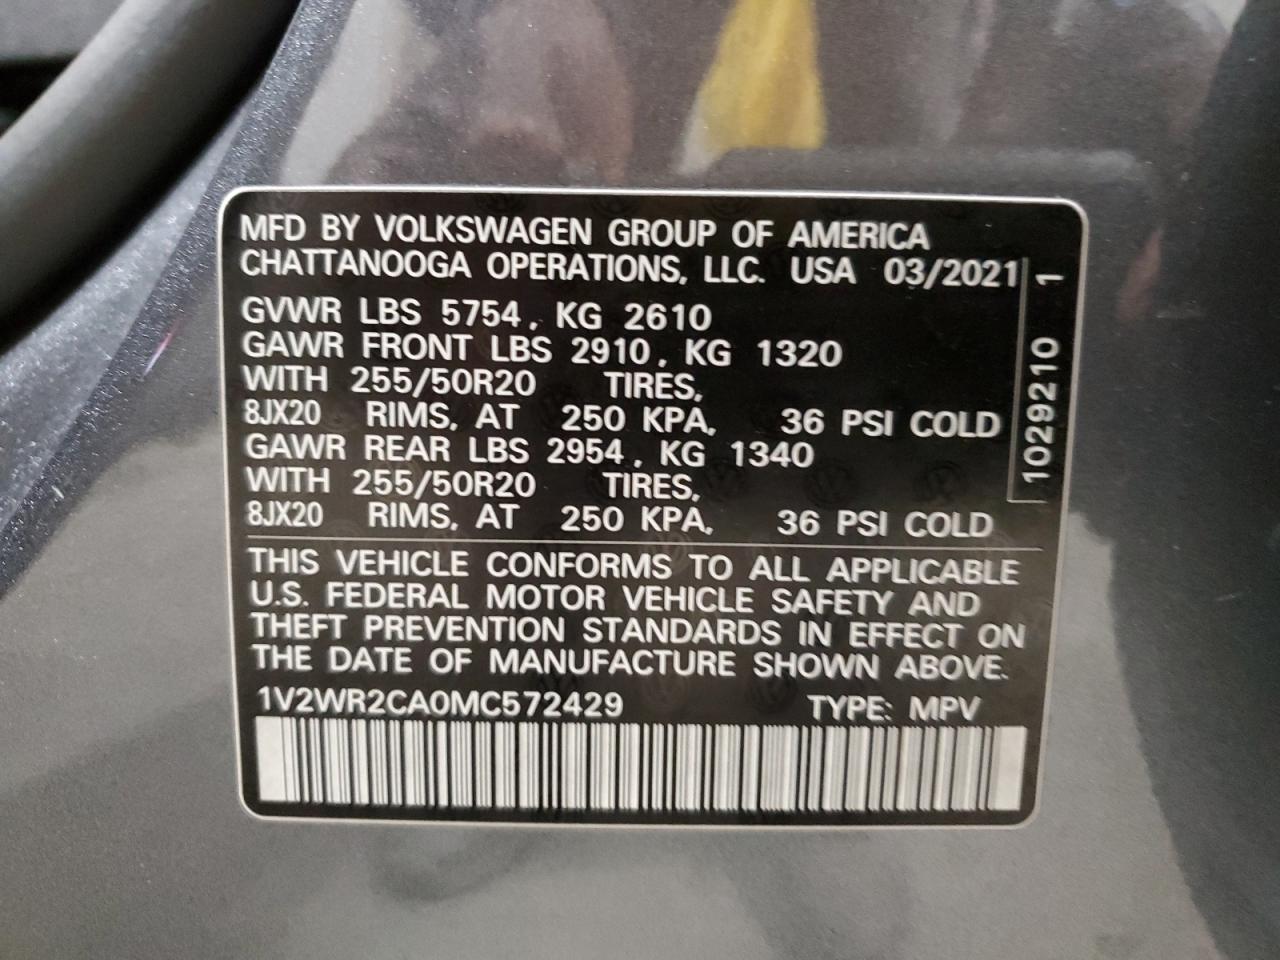 MFD BY VOLKSWAGEN GROUP OF AMERICA
CHATTANOOGA OPERATIONS, LLC. USA 03/2021
GVWR LBS 5754, KG 2610
GAWR FRONT LBS 2910, KG 1320
WITH 255/50R20 TIRES,
8JX20 RIMS, AT 250 KPA, 36 PSI COLD
GAWR REAR LBS 2954, KG 1340
WITH 255/50R20 TIRES,
8JX20 RIMS, AT 250 KPA, 36 PSI COLD
1029210 1
THIS VEHICLE CONFORMS TO ALL APPLICABLE
U.S. FEDERAL MOTOR VEHICLE SAFETY AND
THEFT PREVENTION STANDARDS IN EFFECT ON
THE DATE OF MANUFACTURE SHOWN ABOVE.
1V2WR2CA0MC572429 TYPE: MPV